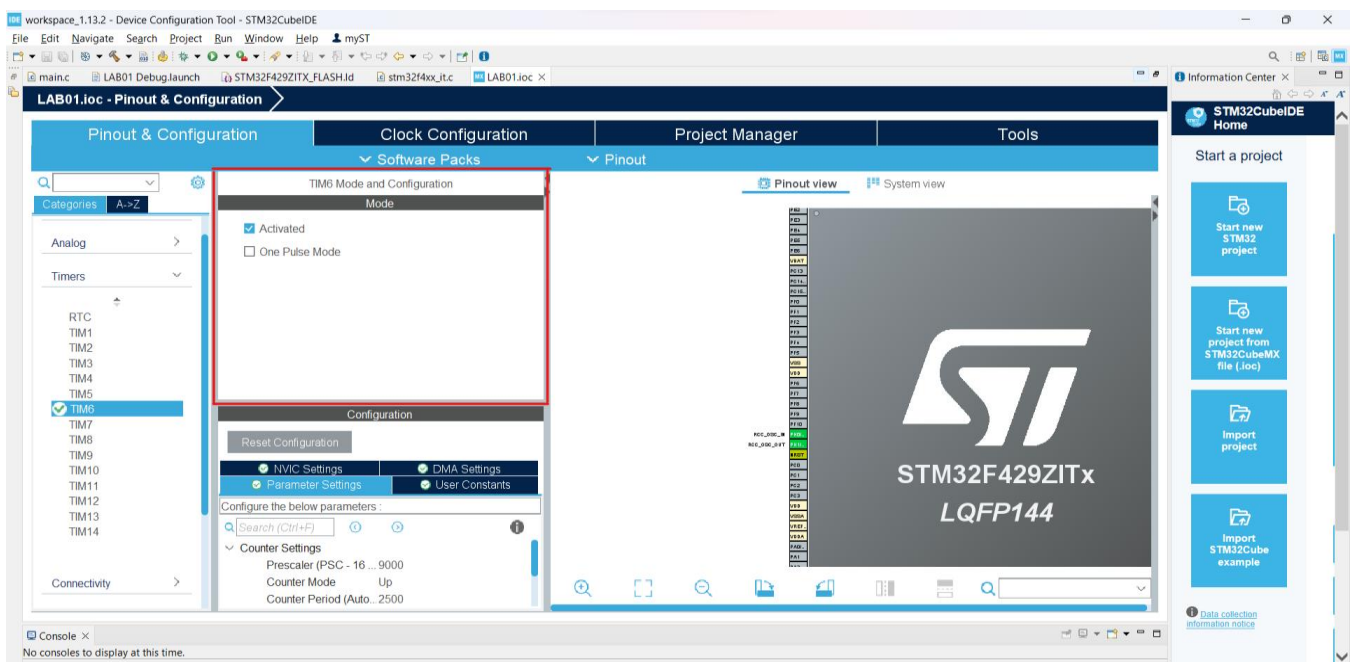 IDE workspace_1.13.2 - Device Configuration Tool - STM32CubeIDE
File Edit Navigate Search Project Run Window Help myST
main.c LAB01 Debug.launch STM32F429ZITX_FLASH.ld stm32f4xx_it.c LAB01.ioc
Information Center
LAB01.ioc - Pinout & Configuration
STM32CubeIDE
Home
Pinout & Configuration Clock Configuration Project Manager Tools
Software Packs Pinout
Start a project
Categories A->Z
Analog
Timers
RTC
TIM1
TIM2
TIM3
TIM4
TIM5
TIM6
TIM7
TIM8
TIM9
TIM10
TIM11
TIM12
TIM13
TIM14
Connectivity
TIM6 Mode and Configuration
Mode
Activated
One Pulse Mode
Configuration
Reset Configuration
NVIC Settings DMA Settings
Parameter Settings User Constants
Configure the below parameters :
Search (Ctrl+F)
Counter Settings
Prescaler (PSC - 16 ... 9000
Counter Mode Up
Counter Period (Auto... 2500
Pinout view System view
VBAT
PC13
RCC_OSC_IN
RCC_OSC_OUT
STM32F429ZITx
LQFP144
Start new
STM32
project
Start new
project from
STM32CubeMX
file (.ioc)
Import
project
Import
STM32Cube
example
Data collection
information notice
Console
No consoles to display at this time.